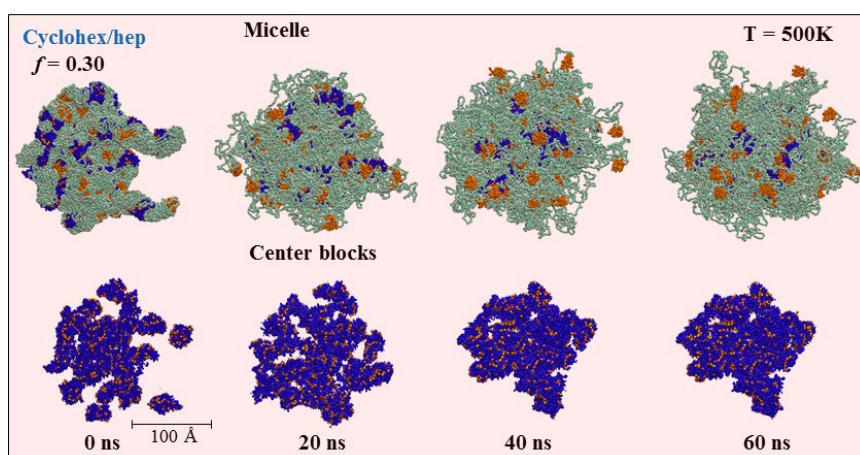 Cyclohex/hep
f = 0.30
Micelle
T = 500K
Center blocks
100 Å
0 ns
20 ns
40 ns
60 ns